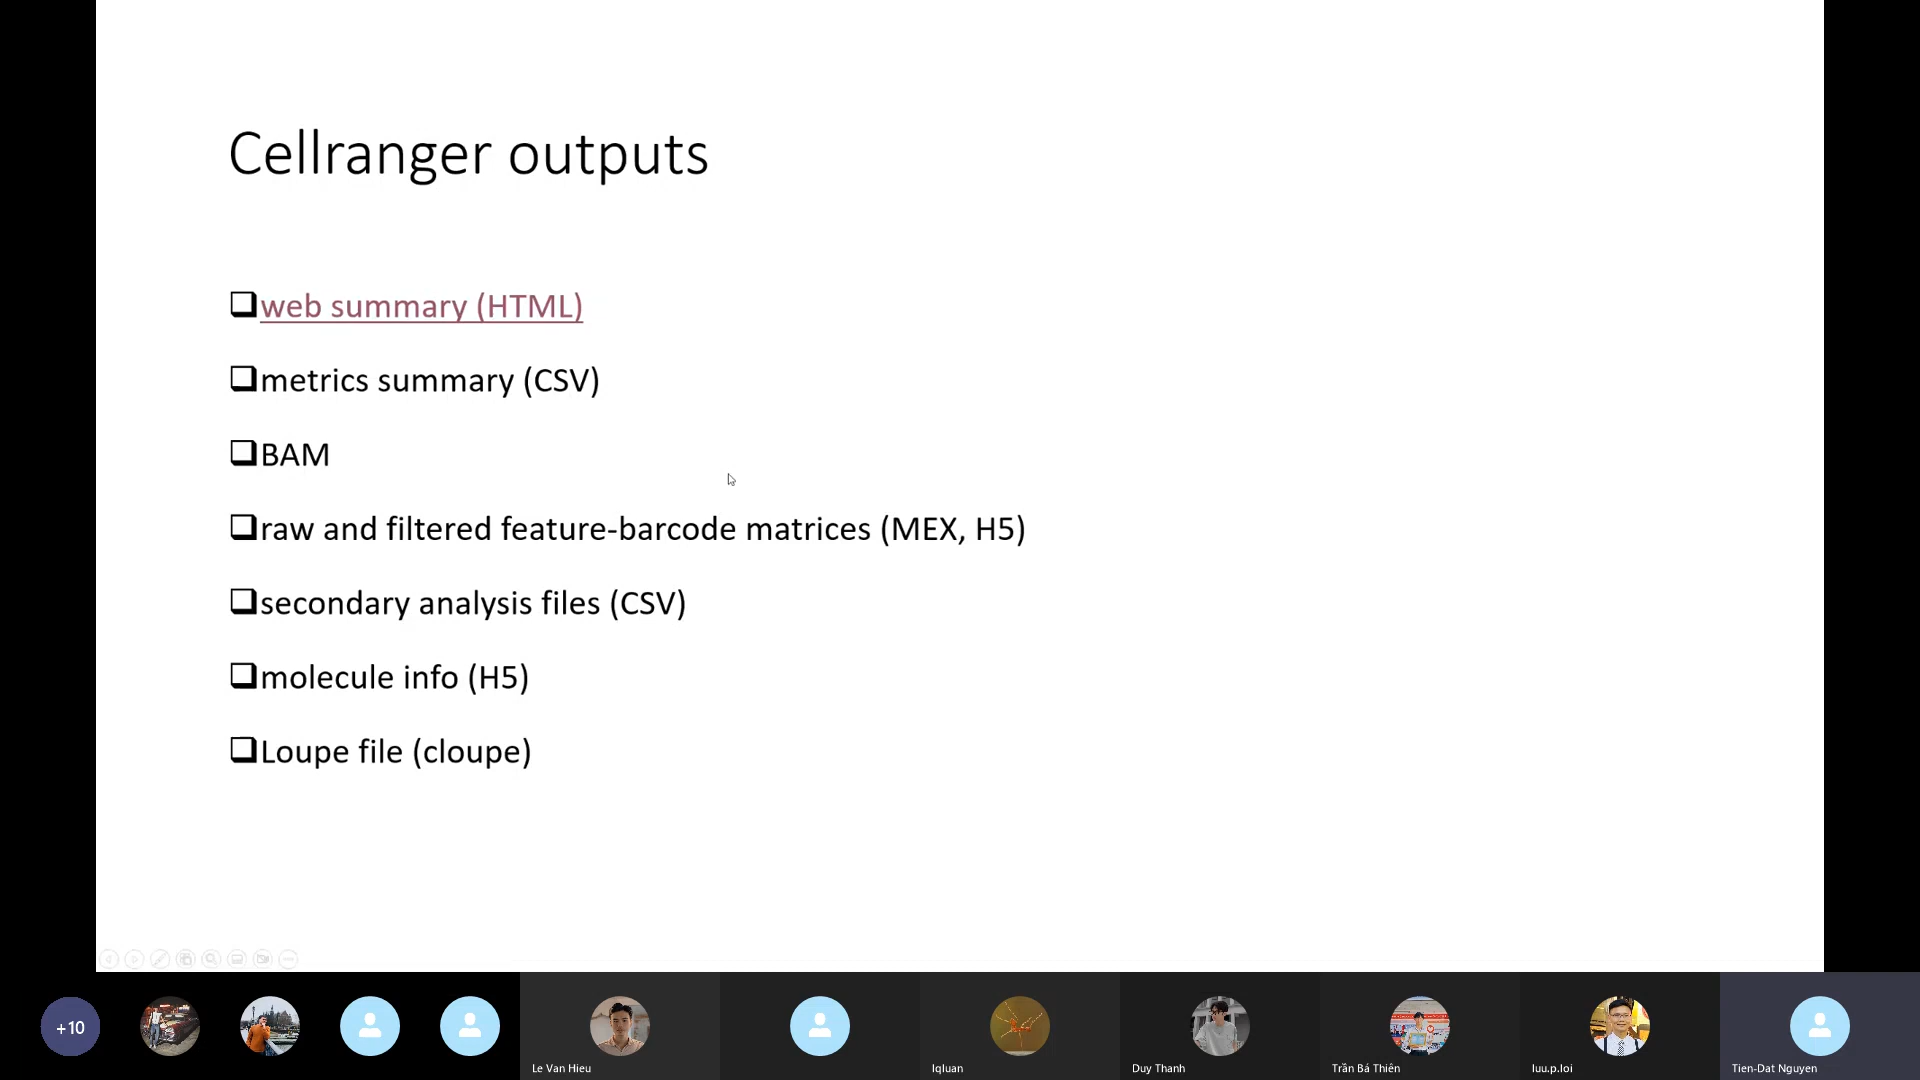 Cellranger outputs
web summary (HTML)
metrics summary (CSV)
BAM
raw and filtered feature-barcode matrices (MEX, H5)
secondary analysis files (CSV)
molecule info (H5)
Loupe file (cloupe)
+10
Le Van Hieu
lqluan
Duy Thanh
Trần Bá Thiên
luu.p.loi
Tien-Dat Nguyen